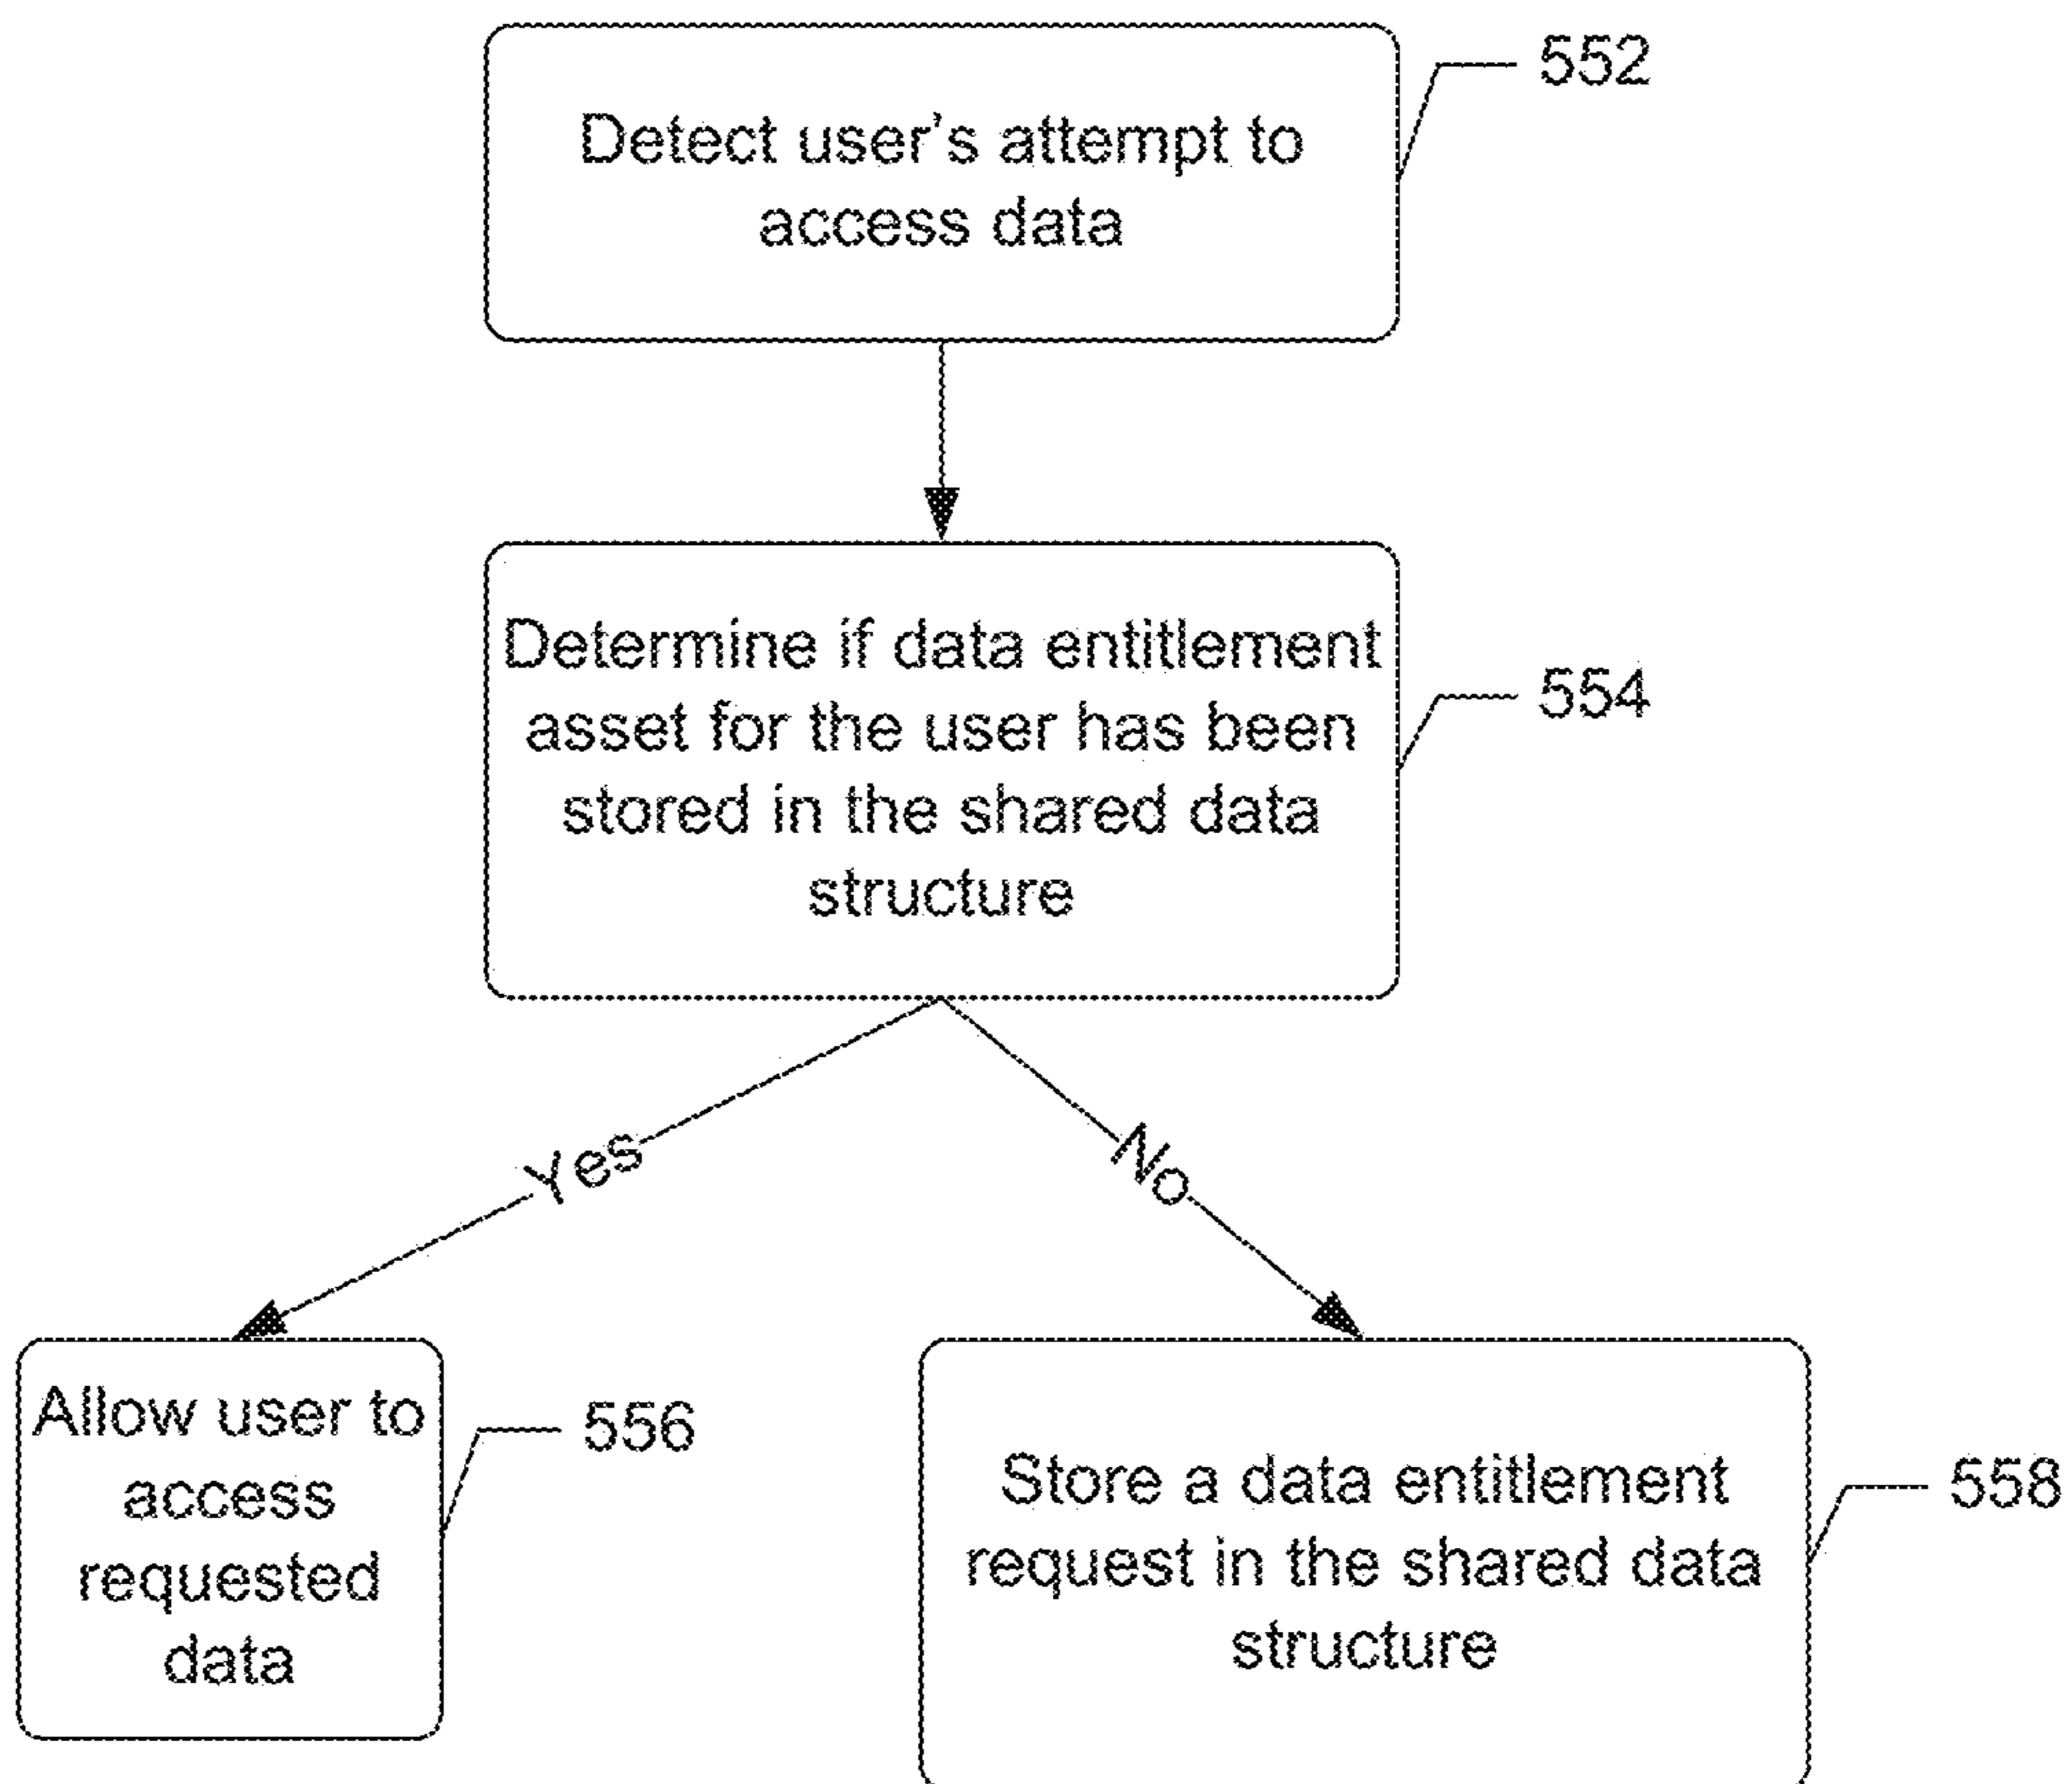 552
Detect user's attempt to
access data
Determine if data entitlement
asset for the user has been
stored in the shared data
structure
554
Yes
No
Allow user to
access
requested
data
556
Store a data entitlement
request in the shared data
structure
558